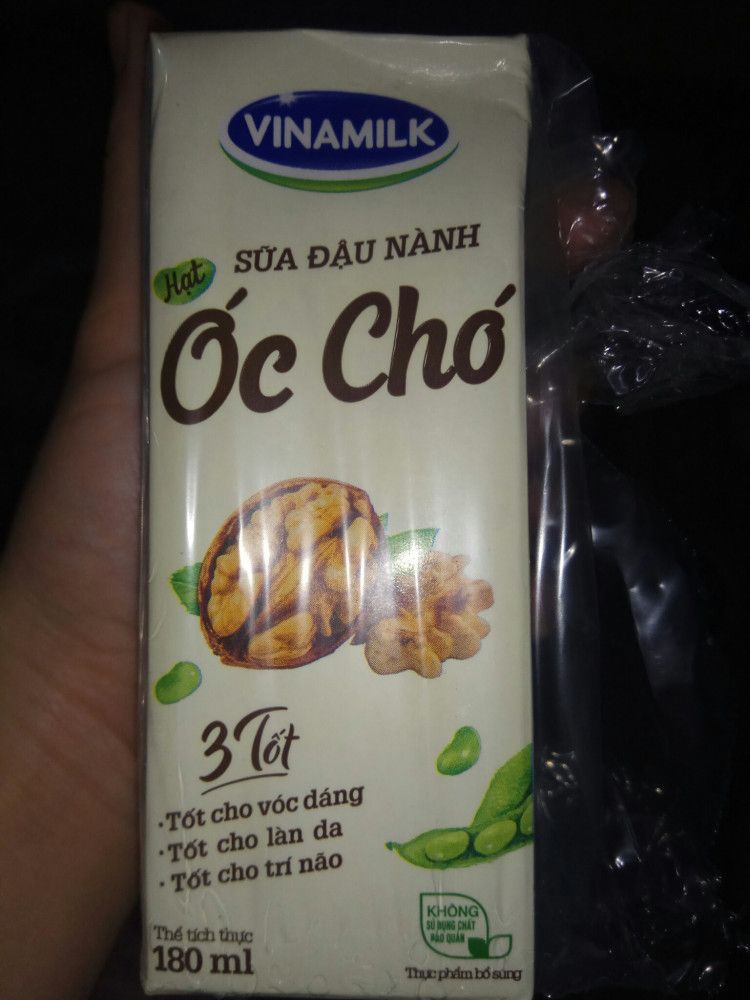 VINAMILK
SỮA ĐẬU NÀNH
Hạt
Óc Chó
3 Tốt
·Tốt cho vóc dáng
·Tốt cho làn da
·Tốt cho trí não
KHÔNG
SỬ DỤNG CHẤT
BẢO QUẢN
Thể tích thực
180 ml
Thực phẩm bổ sung